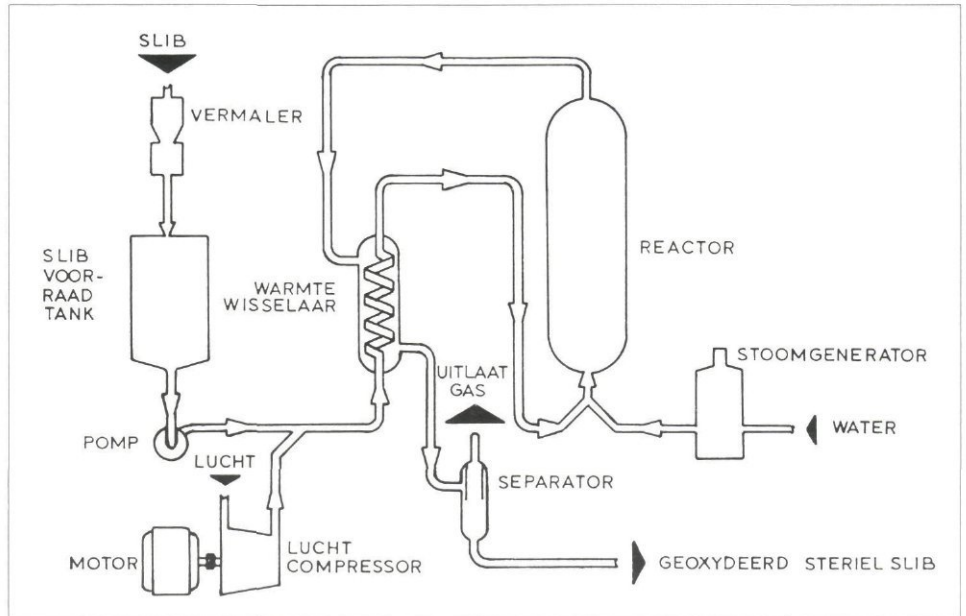 SLIB
VERMALER
SLIB
VOOR-
RAAD
TANK
WARMTE
WISSELAAR
REACTOR
STOOMGENERATOR
UITLAAT
GAS
WATER
POMP
LUCHT
SEPARATOR
MOTOR
LUCHT
COMPRESSOR
GEOXYDEERD STERIEL SLIB